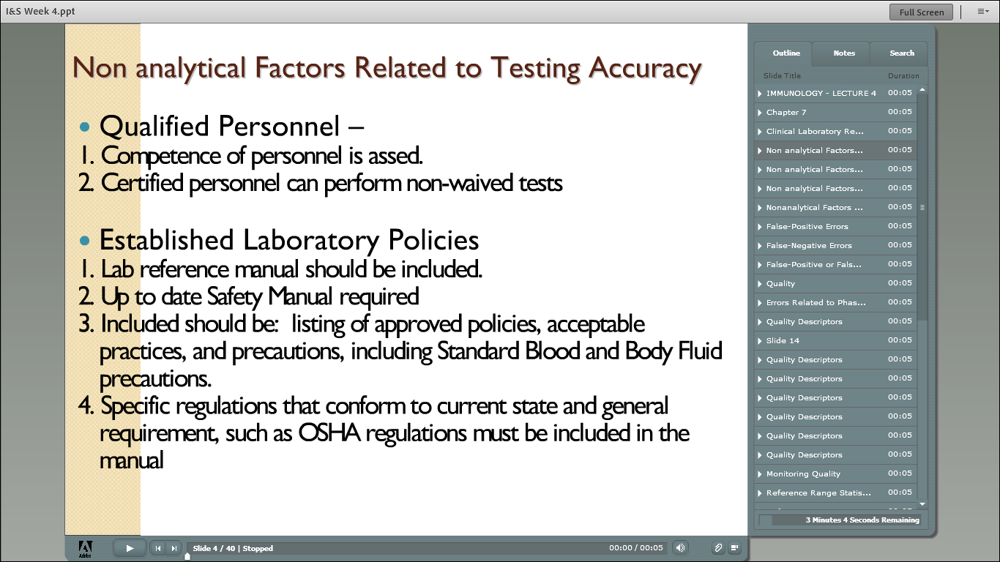 I&S Week 4.ppt
Full Screen
Non analytical Factors Related to Testing Accuracy
• Qualified Personnel –
1. Competence of personnel is assed.
2. Certified personnel can perform non-waived tests
• Established Laboratory Policies
1. Lab reference manual should be included.
2. Up to date Safety Manual required
3. Included should be:  listing of approved policies, acceptable
practices, and precautions, including Standard Blood and Body Fluid
precautions.
4. Specific regulations that conform to current state and general
requirement, such as OSHA regulations must be included in the
manual
Outline Notes Search
Slide Title Duration
IMMUNOLOGY - LECTURE 4 00:05
Chapter 7 00:05
Clinical Laboratory Re... 00:05
Non analytical Factors... 00:05
Non analytical Factors... 00:05
Non analytical Factors... 00:05
Nonanalytical Factors ... 00:05
False-Positive Errors 00:05
False-Negative Errors 00:05
False-Positive or Fals... 00:05
Quality 00:05
Errors Related to Phas... 00:05
Quality Descriptors 00:05
Slide 14 00:05
Quality Descriptors 00:05
Quality Descriptors 00:05
Quality Descriptors 00:05
Quality Descriptors 00:05
Quality Descriptors 00:05
Quality Descriptors 00:05
Monitoring Quality 00:05
Reference Range Statis... 00:05
3 Minutes 4 Seconds Remaining
Adobe
Slide 4 / 40 | Stopped 00:00 / 00:05